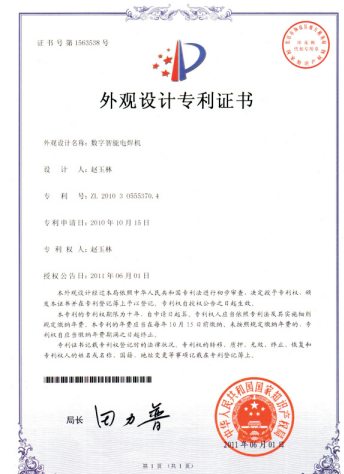 证书号第1563538号
外观设计专利证书
外观设计名称：数字智能电焊机
设计人：赵玉林
专利号：ZL 2010 3 0555370.4
专利申请日：2010年10月15日
专利权人：赵玉林
授权公告日：2011年06月01日
本外观设计经过本局依照中华人民共和国专利法进行初步审查，决定授予专利权，颁
发本证书并在专利登记簿上予以登记。专利权自授权公告之日起生效。
本专利的专利权期限为十年，自申请日起算。专利权人应当依照专利法及其实施细则
规定缴纳年费。本专利的年费应当在每年10月15日前缴纳。未按照规定缴纳年费的，专
利权自应当缴纳年费期满之日起终止。
专利证书记载专利权登记时的法律状况。专利权的转移、质押、无效、终止、恢复和
专利权人的姓名或名称、国籍、地址变更等事项记载在专利登记簿上。
局长
田力普
中华人民共和国国家知识产权局
2011年06月01日
第1页（共1页）